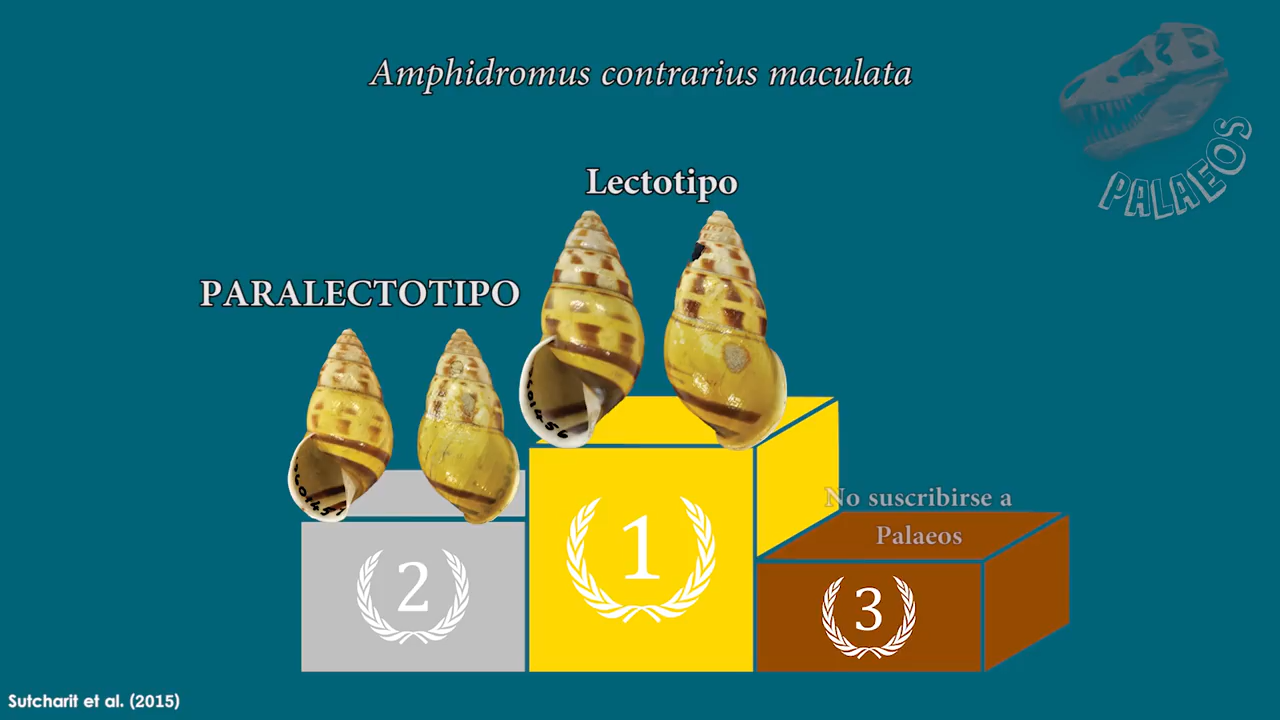 Amphidromus contrarius maculata
PALAEOS
Lectotipo
PARALECTOTIPO
No suscribirse a
Palaeos
1
2
3
Sutcharit et al. (2015)